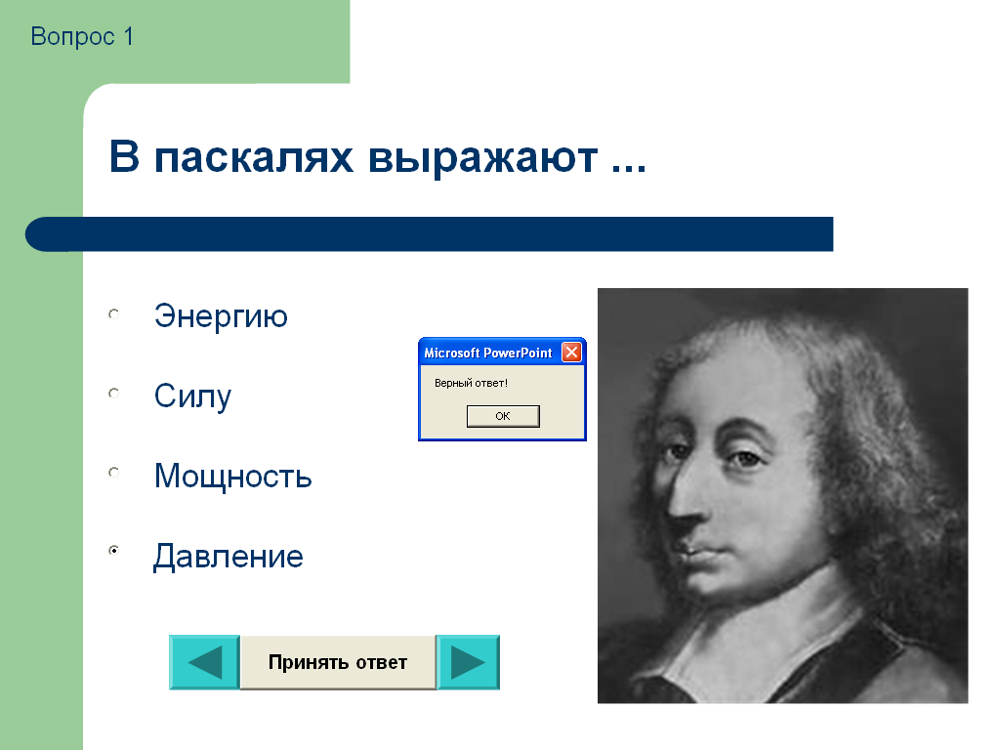 Вопрос 1
В паскалях выражают ...
Энергию
Microsoft PowerPoint
Верный ответ!
OK
Силу
Мощность
Давление
Принять ответ